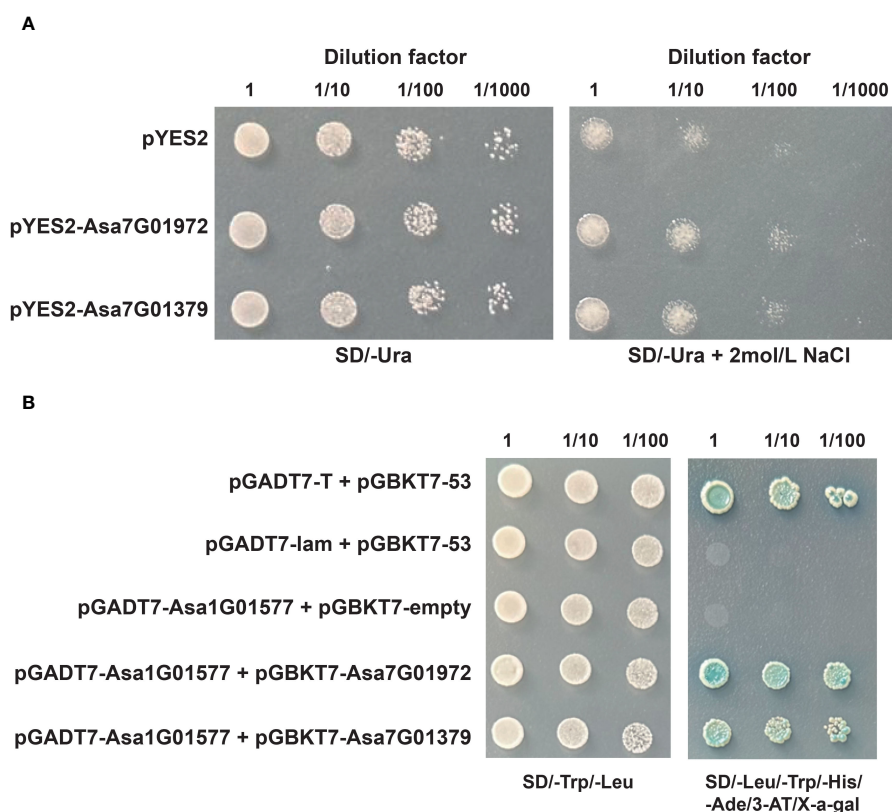 A
Dilution factor Dilution factor
1 1/10 1/100 1/1000 1 1/10 1/100 1/1000
pYES2
pYES2-Asa7G01972
pYES2-Asa7G01379
SD/-Ura SD/-Ura + 2mol/L NaCl
B
1 1/10 1/100 1 1/10 1/100
pGADT7-T + pGBKT7-53
pGADT7-lam + pGBKT7-53
pGADT7-Asa1G01577 + pGBKT7-empty
pGADT7-Asa1G01577 + pGBKT7-Asa7G01972
pGADT7-Asa1G01577 + pGBKT7-Asa7G01379
SD/-Trp/-Leu SD/-Leu/-Trp/-His/
-Ade/3-AT/X-a-gal